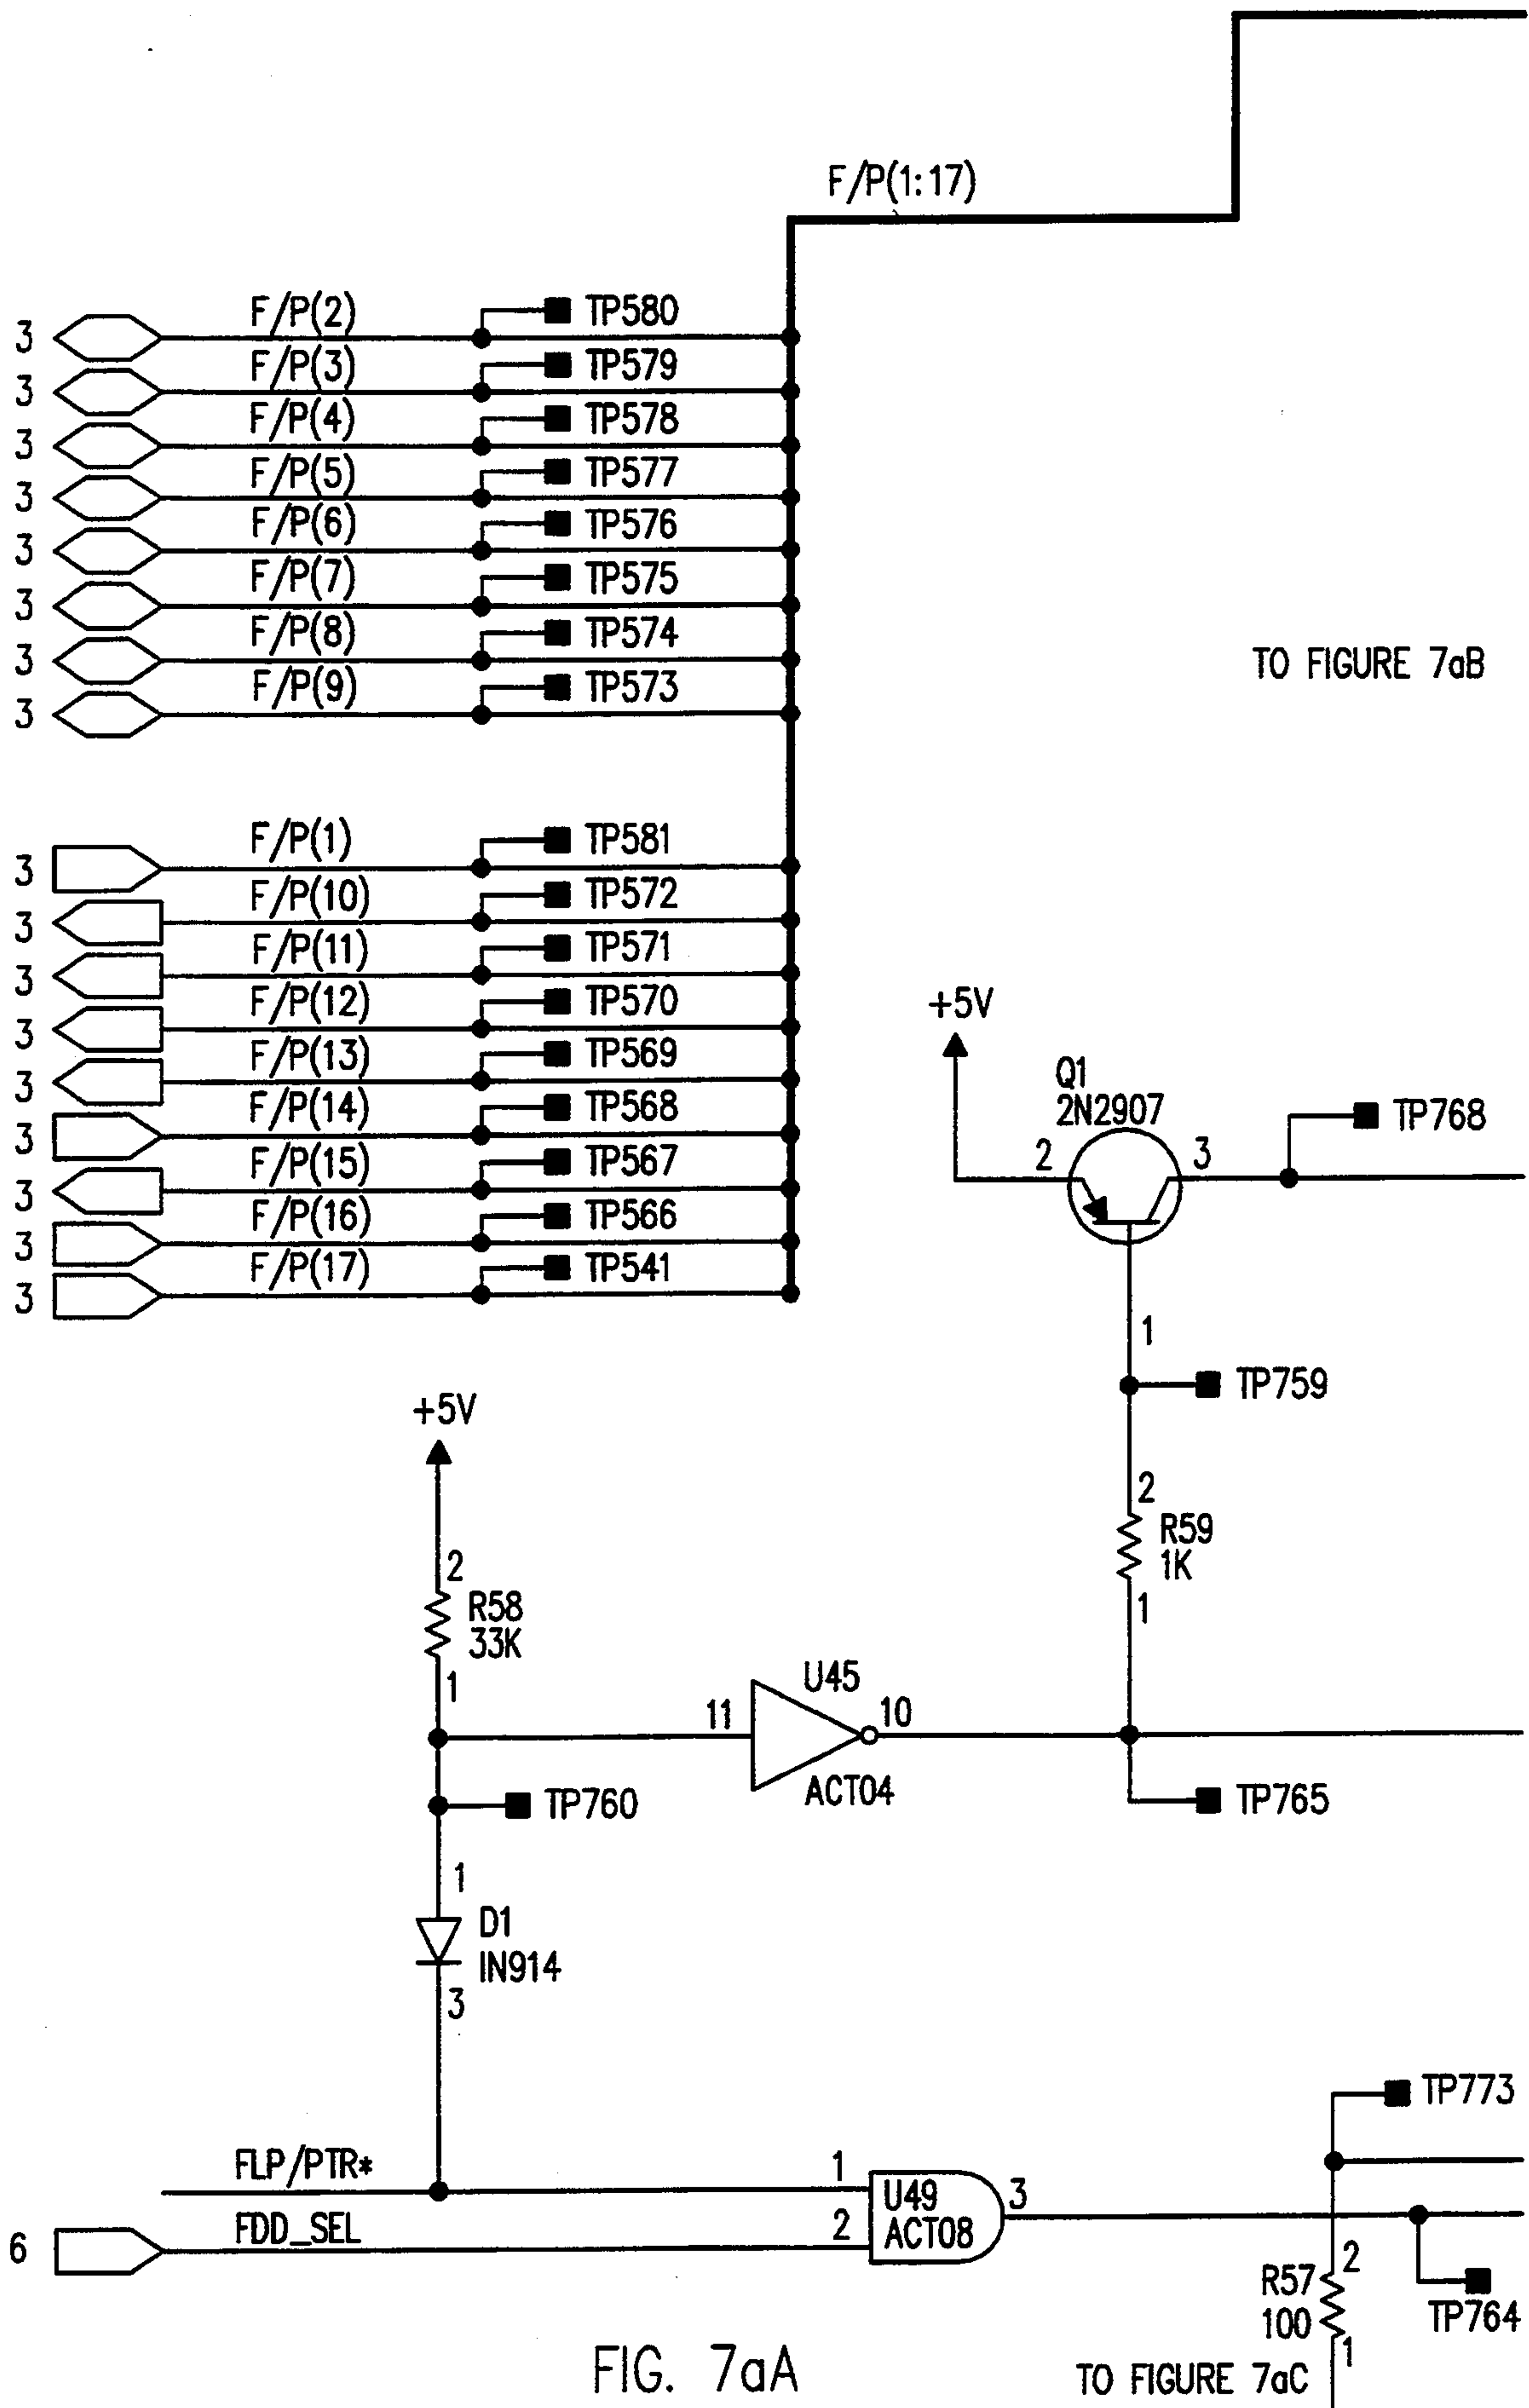 F/P(1:17)
3 F/P(2) TP580
3 F/P(3) TP579
3 F/P(4) TP578
3 F/P(5) TP577
3 F/P(6) TP576
3 F/P(7) TP575
3 F/P(8) TP574
3 F/P(9) TP573
TO FIGURE 7aB
3 F/P(1) TP581
3 F/P(10) TP572
3 F/P(11) TP571
3 F/P(12) TP570
3 F/P(13) TP569
3 F/P(14) TP568
3 F/P(15) TP567
3 F/P(16) TP566
3 F/P(17) TP541
+5V
Q1
2N2907
TP768
2
3
1
TP759
2
R59
1K
1
+5V
2
R58
33K
1
U45
11
10
ACT04
TP760
TP765
1
D1
IN914
3
TP773
FLP/PTR*
1
U49
3
6 FDD_SEL
2
ACT08
2
R57
100
1
TP764
FIG. 7aA
TO FIGURE 7aC